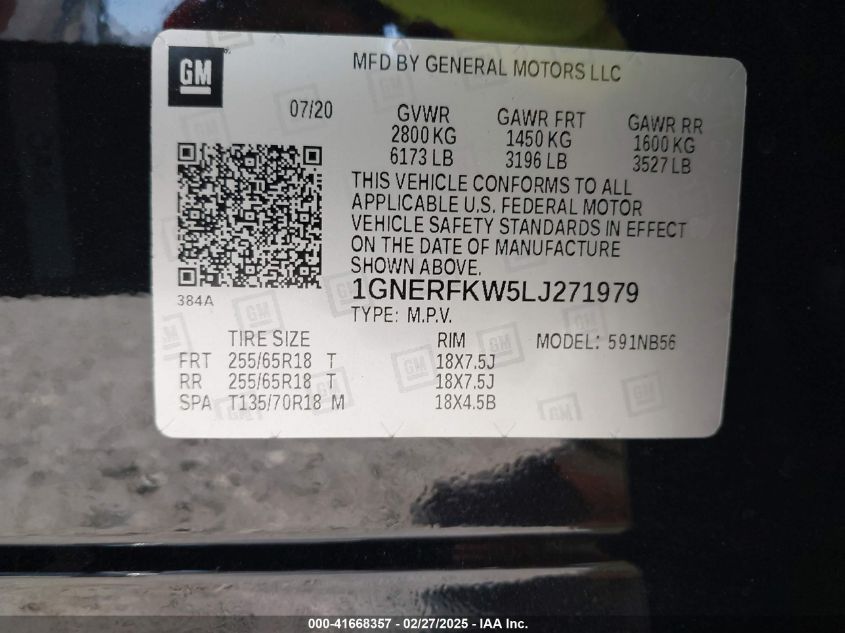 GM
MFD BY GENERAL MOTORS LLC
07/20
GVWR GAWR FRT GAWR RR
2800 KG 1450 KG 1600 KG
6173 LB 3196 LB 3527 LB
THIS VEHICLE CONFORMS TO ALL
APPLICABLE U.S. FEDERAL MOTOR
VEHICLE SAFETY STANDARDS IN EFFECT
ON THE DATE OF MANUFACTURE
SHOWN ABOVE.
384A
1GNERFKW5LJ271979
TYPE: M.P.V.
TIRE SIZE RIM MODEL: 591NB56
FRT 255/65R18 T 18X7.5J
RR 255/65R18 T 18X7.5J
SPA T135/70R18 M 18X4.5B
000-41668357 - 02/27/2025 - IAA Inc.